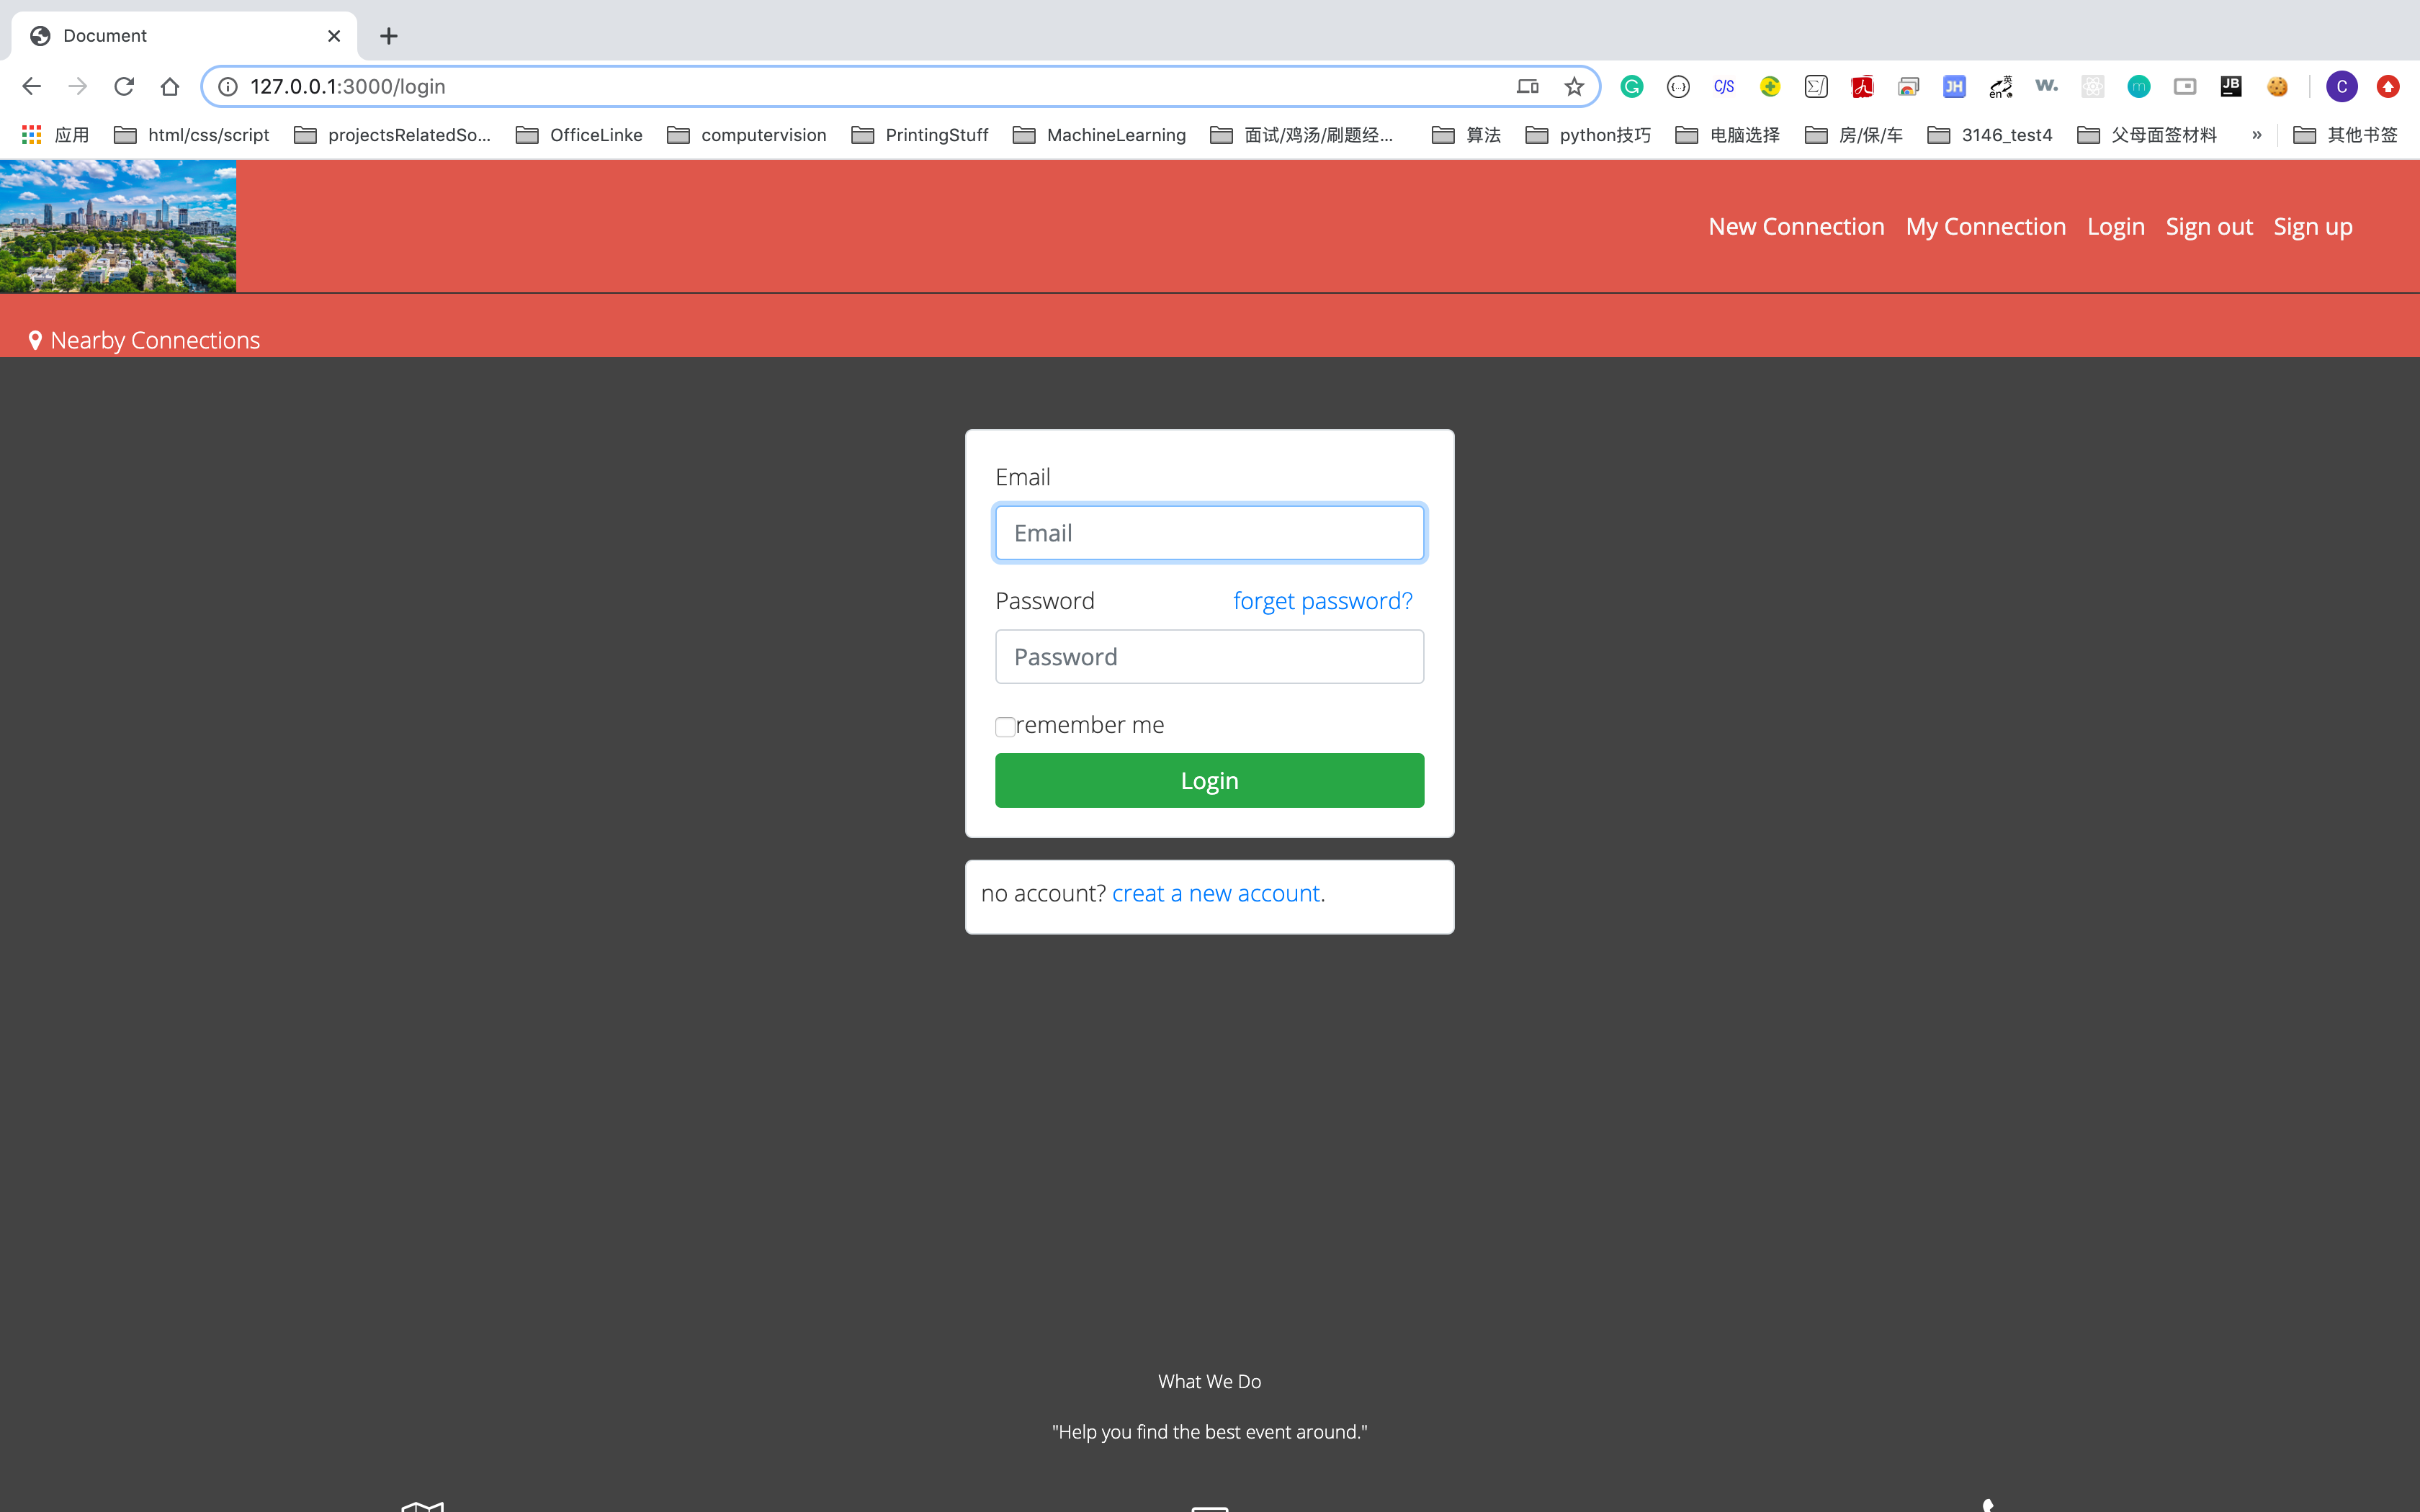 Document
127.0.0.1:3000/login
C/S
JH
英
en
W.
m
JB
C
应用 html/css/script projectsRelatedSo... OfficeLinke computervision PrintingStuff MachineLearning 面试/鸡汤/刷题经... 算法 python技巧 电脑选择 房/保/车 3146_test4 父母面签材料 » 其他书签
New Connection My Connection Login Sign out Sign up
Nearby Connections
Email
Email
Password forget password?
Password
remember me
Login
no account? creat a new account.
What We Do
"Help you find the best event around."